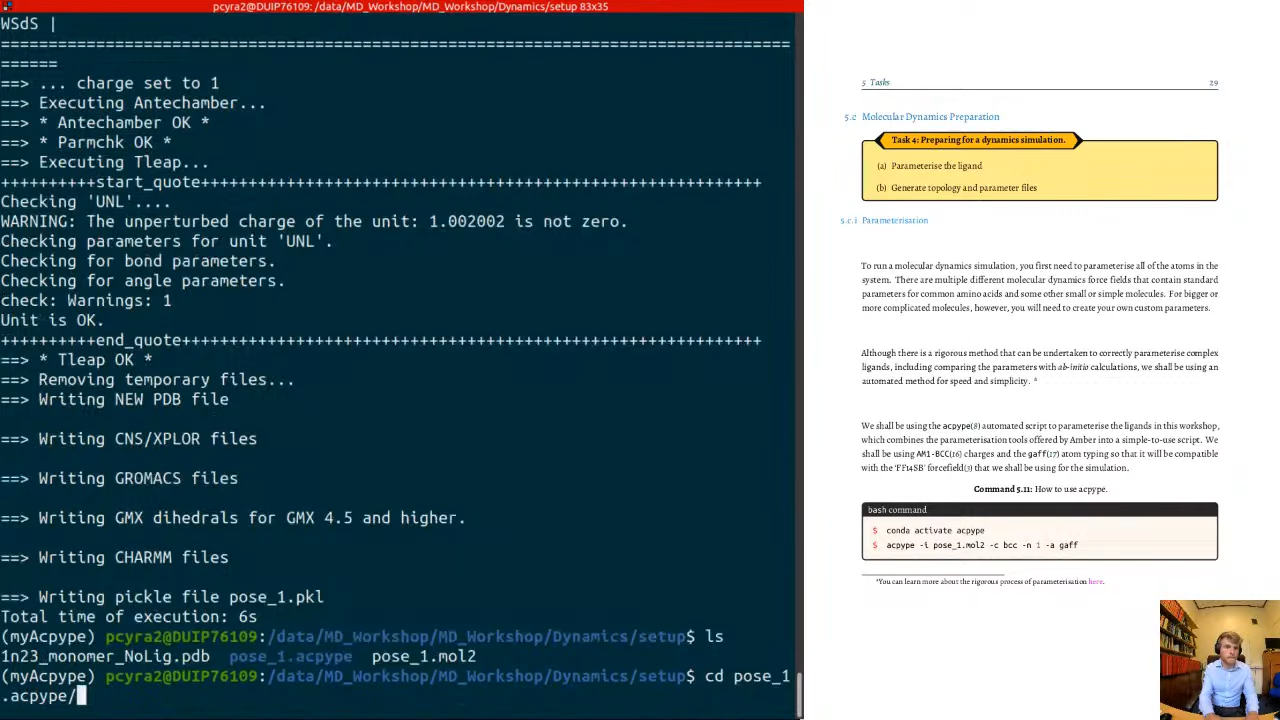 pcyra2@DUIP76109: /data/MD_Workshop/MD_Workshop/Dynamics/setup 83x35
WSdS |
===================================================================================
======
==> ... charge set to 1
==> Executing Antechamber...
==> * Antechamber OK *
==> * Parmchk OK *
==> Executing Tleap...
++++++++++start_quote+++++++++++++++++++++++++++++++++++++++++++++++++++++++++++
Checking 'UNL'....
WARNING: The unperturbed charge of the unit: 1.002002 is not zero.
Checking parameters for unit 'UNL'.
Checking for bond parameters.
Checking for angle parameters.
check: Warnings: 1
Unit is OK.
++++++++++end_quote+++++++++++++++++++++++++++++++++++++++++++++++++++++++++++++
==> * Tleap OK *
==> Removing temporary files...
==> Writing NEW PDB file
==> Writing CNS/XPLOR files
==> Writing GROMACS files
==> Writing GMX dihedrals for GMX 4.5 and higher.
==> Writing CHARMM files
==> Writing pickle file pose_1.pkl
Total time of execution: 6s
(myAcpype) pcyra2@DUIP76109:/data/MD_Workshop/MD_Workshop/Dynamics/setup$ ls
1n23_monomer_NoLig.pdb pose_1.acpype pose_1.mol2
(myAcpype) pcyra2@DUIP76109:/data/MD_Workshop/MD_Workshop/Dynamics/setup$ cd pose_1
.acpype/
5 Tasks 29
5.c Molecular Dynamics Preparation
Task 4: Preparing for a dynamics simulation.
(a) Parameterise the ligand
(b) Generate topology and parameter files
5.c.i Parameterisation
To run a molecular dynamics simulation, you first need to parameterise all of the atoms in the
system. There are multiple different molecular dynamics force fields that contain standard
parameters for common amino acids and some other small or simple molecules. For bigger or
more complicated molecules, however, you will need to create your own custom parameters.
Although there is a rigorous method that can be undertaken to correctly parameterise complex
ligands, including comparing the parameters with ab-initio calculations, we shall be using an
automated method for speed and simplicity. *
We shall be using the acpype(8) automated script to parameterise the ligands in this workshop,
which combines the parameterisation tools offered by Amber into a simple-to-use script. We
shall be using AM1-BCC(16) charges and the gaff(17) atom typing so that it will be compatible
with the 'FF14SB' forcefield(3) that we shall be using for the simulation.
Command 5.11: How to use acpype.
bash command
$ conda activate acpype
$ acpype -i pose_1.mol2 -c bcc -n 1 -a gaff
*You can learn more about the rigorous process of parameterisation here.